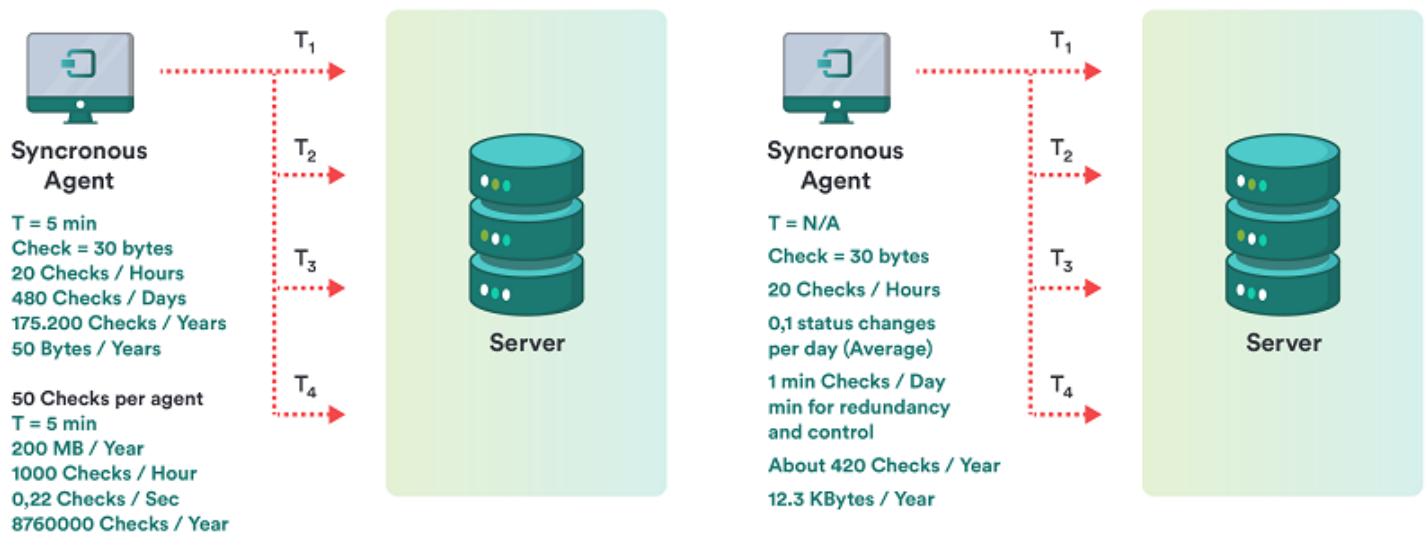 T1
Syncronous
Agent
T2
T = 5 min
Check = 30 bytes
20 Checks / Hours
480 Checks / Days
175.200 Checks / Years
50 Bytes / Years
T3
50 Checks per agent
T = 5 min
200 MB / Year
1000 Checks / Hour
0,22 Checks / Sec
8760000 Checks / Year
T4
Server
T1
Syncronous
Agent
T2
T = N/A
Check = 30 bytes
20 Checks / Hours
0,1 status changes
per day (Average)
1 min Checks / Day
min for redundancy
and control
About 420 Checks / Year
12.3 KBytes / Year
T3
T4
Server